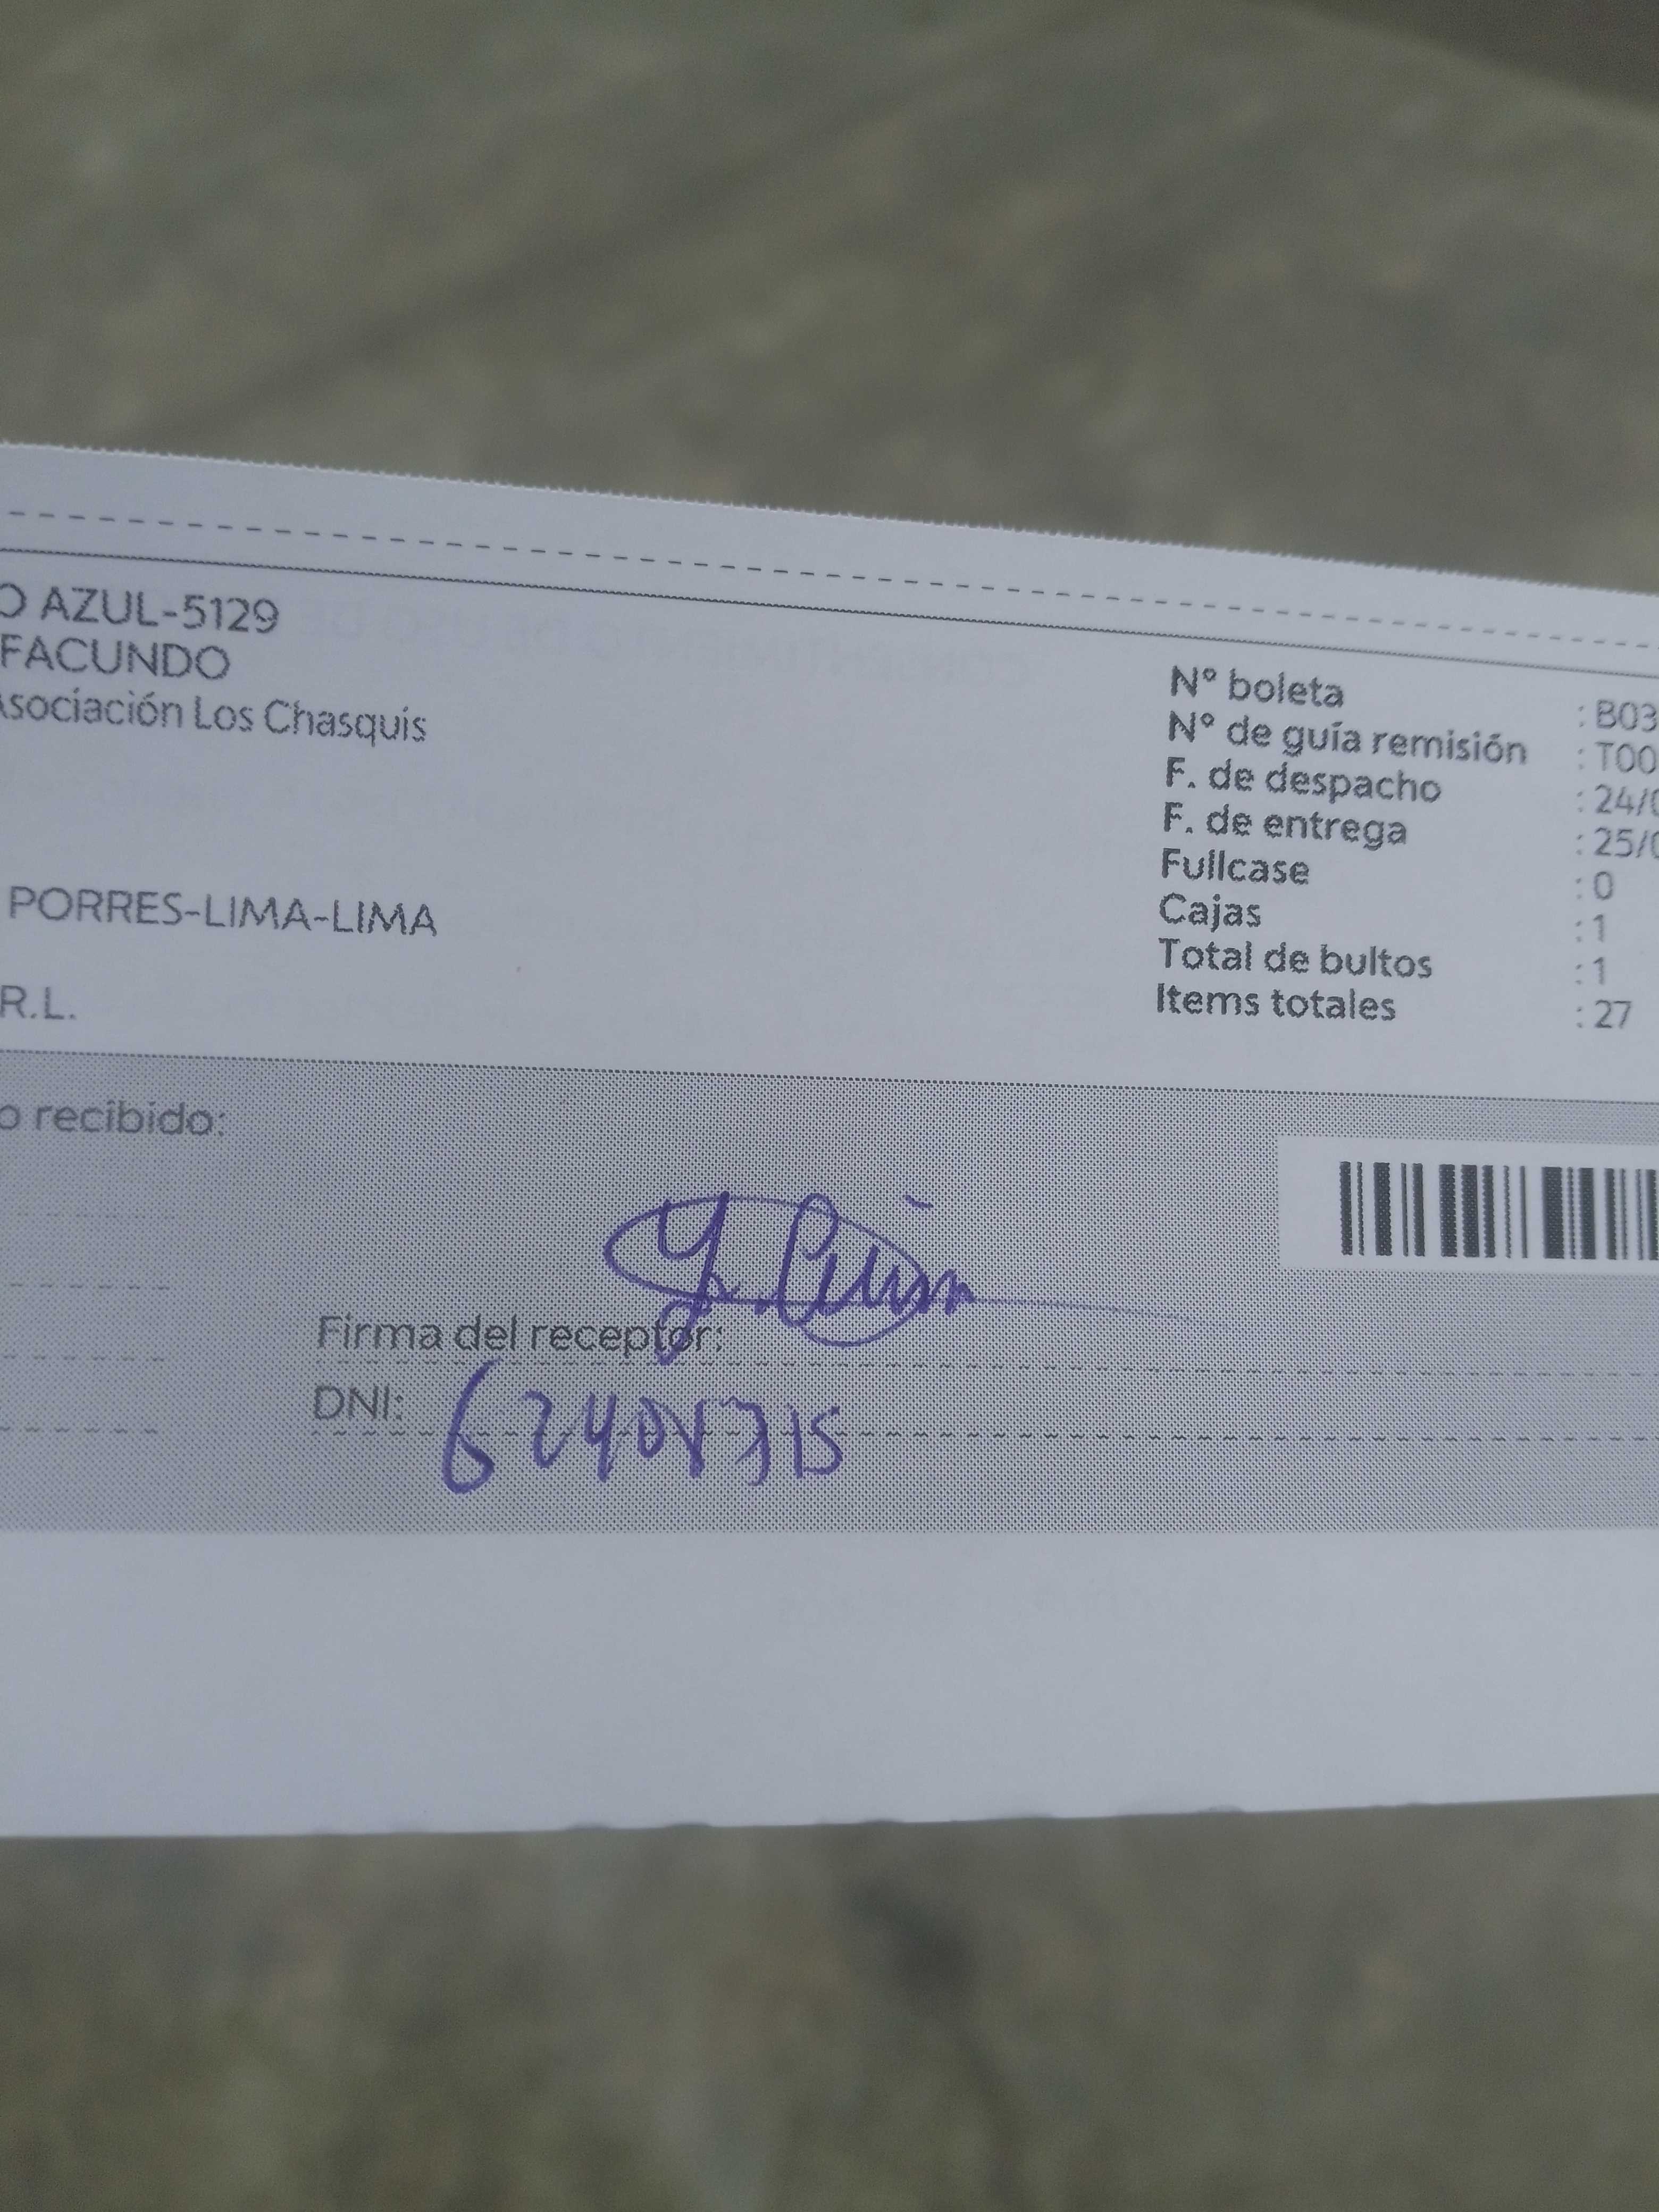 O AZUL-5129
FACUNDO
Asociación Los Chasquis
PORRES-LIMA-LIMA
R.L.
N° boleta : B03
N° de guía remisión : T00
F. de despacho : 24/0
F. de entrega : 25/0
Fullcase : 0
Cajas : 1
Total de bultos : 1
Items totales : 27
o recibido:
Firma del receptor:
DNI: